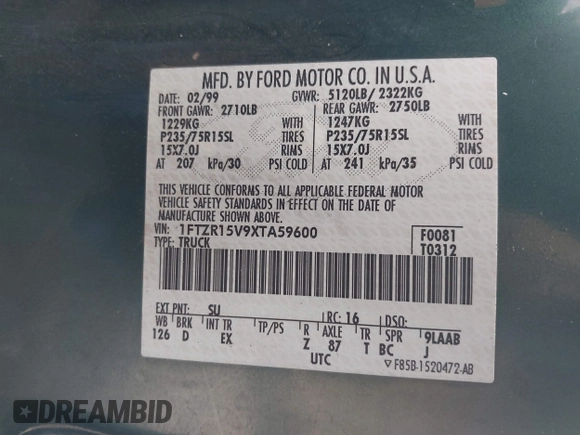 MFD. BY FORD MOTOR CO. IN U.S.A.
DATE: 02/99 GVWR: 5120LB/ 2322KG
FRONT GAWR: 2710LB REAR GAWR: 2750LB
1229KG WITH 1247KG WITH
P235/75R15SL TIRES P235/75R15SL TIRES
15X7.0J RIMS 15X7.0J RIMS
AT 207 kPa/30 PSI COLD AT 241 kPa/35 PSI COLD
THIS VEHICLE CONFORMS TO ALL APPLICABLE FEDERAL MOTOR
VEHICLE SAFETY STANDARDS IN EFFECT ON THE DATE OF
MANUFACTURE SHOWN ABOVE.
VIN: 1FTZR15V9XTA59600 F0081
TYPE: TRUCK T0312
EXT PNT: SU RC: 16 DSO:
WB BRK INT TR TP/PS R AXLE TR SPR 9LAAB
126 D EX Z 87 T BC J
UTC ▽ F85B-1520472-AB
DREAMBID